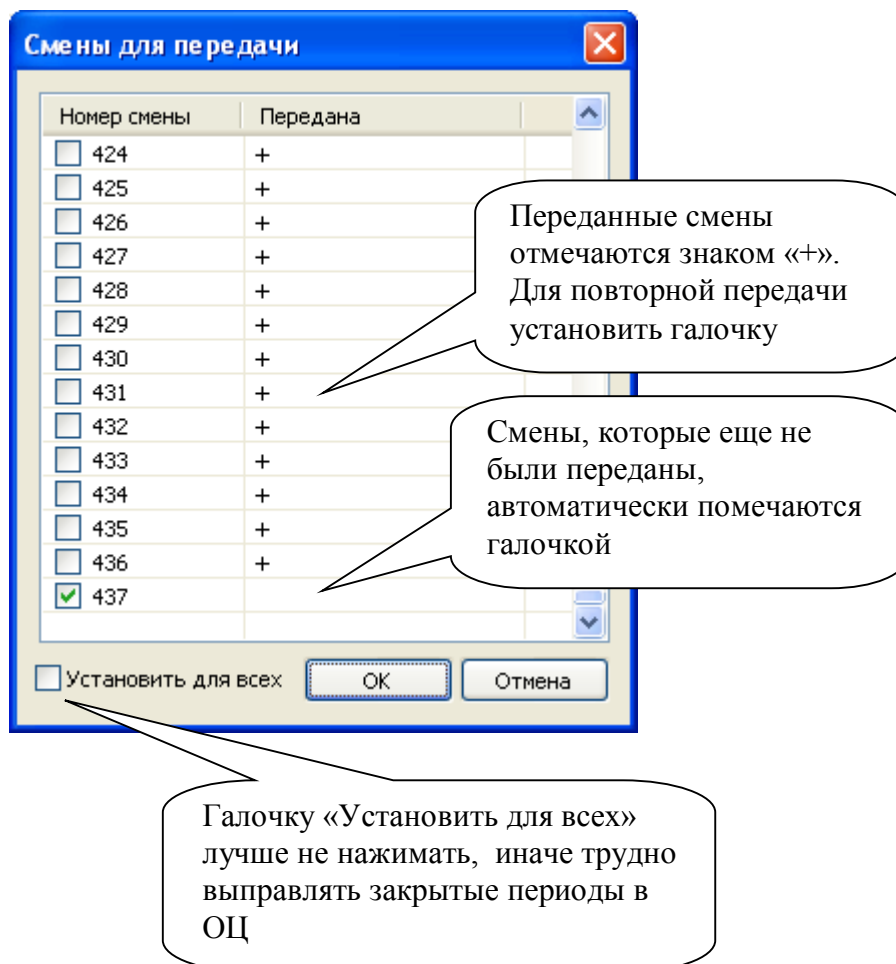 Смены для передачи
Номер смены Передана
424 +
425 +
426 +
427 +
428 +
429 +
430 +
431 +
432 +
433 +
434 +
435 +
436 +
437
Переданные смены
отмечаются знаком «+».
Для повторной передачи
установить галочку
Смены, которые еще не
были переданы,
автоматически помечаются
галочкой
Установить для всех OK Отмена
Галочку «Установить для всех»
лучше не нажимать, иначе трудно
выправлять закрытые периоды в
ОЦ